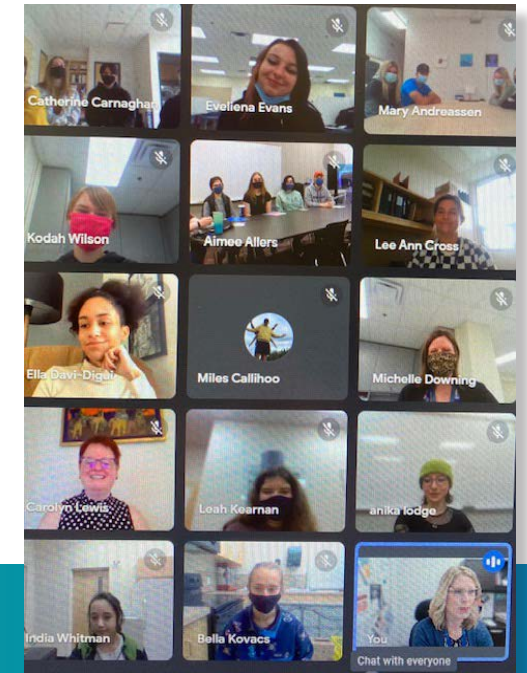 Catherine Carnaghan
Eveliena Evans
Mary Andreassen
Kodah Wilson
Aimee Allers
Lee Ann Cross
Ella Davi-Digui
Miles Callihoo
Michelle Downing
Carolyn Lewis
Leah Kearnan
anika lodge
India Whitman
Bella Kovacs
You
Chat with everyone